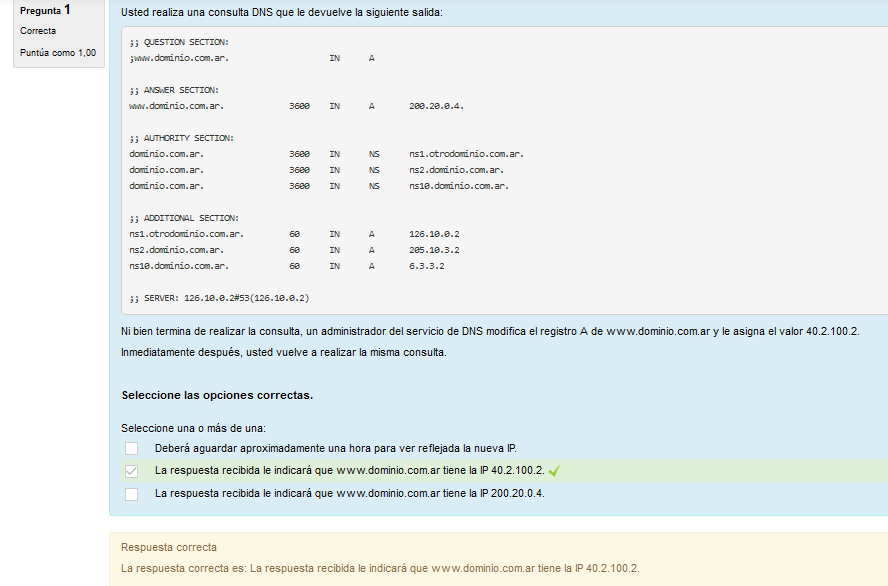 Pregunta 1
Correcta
Puntúa como 1,00
Usted realiza una consulta DNS que le devuelve la siguiente salida:
;; QUESTION SECTION:
;www.dominio.com.ar. IN A
;; ANSWER SECTION:
www.dominio.com.ar. 3600 IN A 200.20.0.4.
;; AUTHORITY SECTION:
dominio.com.ar. 3600 IN NS ns1.otrodominio.com.ar.
dominio.com.ar. 3600 IN NS ns2.dominio.com.ar.
dominio.com.ar. 3600 IN NS ns10.dominio.com.ar.
;; ADDITIONAL SECTION:
ns1.otrodominio.com.ar. 60 IN A 126.10.0.2
ns2.dominio.com.ar. 60 IN A 205.10.3.2
ns10.dominio.com.ar. 60 IN A 6.3.3.2
;; SERVER: 126.10.0.2#53(126.10.0.2)
Ni bien termina de realizar la consulta, un administrador del servicio de DNS modifica el registro A de www.dominio.com.ar y le asigna el valor 40.2.100.2.
Inmediatamente después, usted vuelve a realizar la misma consulta.
Seleccione las opciones correctas.
Seleccione una o más de una:
Deberá aguardar aproximadamente una hora para ver reflejada la nueva IP.
La respuesta recibida le indicará que www.dominio.com.ar tiene la IP 40.2.100.2.
La respuesta recibida le indicará que www.dominio.com.ar tiene la IP 200.20.0.4.
Respuesta correcta
La respuesta correcta es: La respuesta recibida le indicará que www.dominio.com.ar tiene la IP 40.2.100.2.